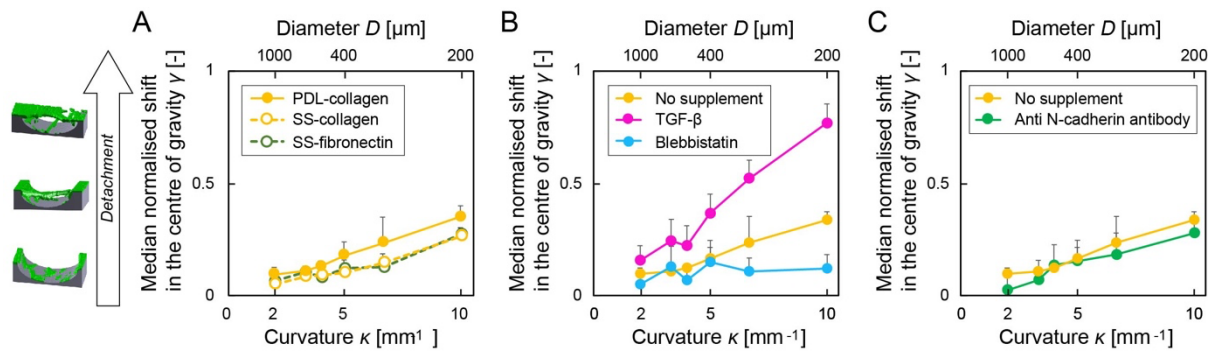 Detachment
A
Diameter D [µm]
1000 400 200
Median normalised shift
in the centre of gravity γ [-]
1
0.5
0
PDL-collagen
SS-collagen
SS-fibronectin
0 2 5 10
Curvature κ [mm1 ]
B
Diameter D [µm]
1000 400 200
Median normalised shift
in the centre of gravity γ [-]
1
0.5
0
No supplement
TGF-β
Blebbistatin
0 2 5 10
Curvature κ [mm-1]
C
Diameter D [µm]
1000 400 200
Median normalised shift
in the centre of gravity γ [-]
1
0.5
0
No supplement
Anti N-cadherin antibody
0 2 5 10
Curvature κ [mm-1]